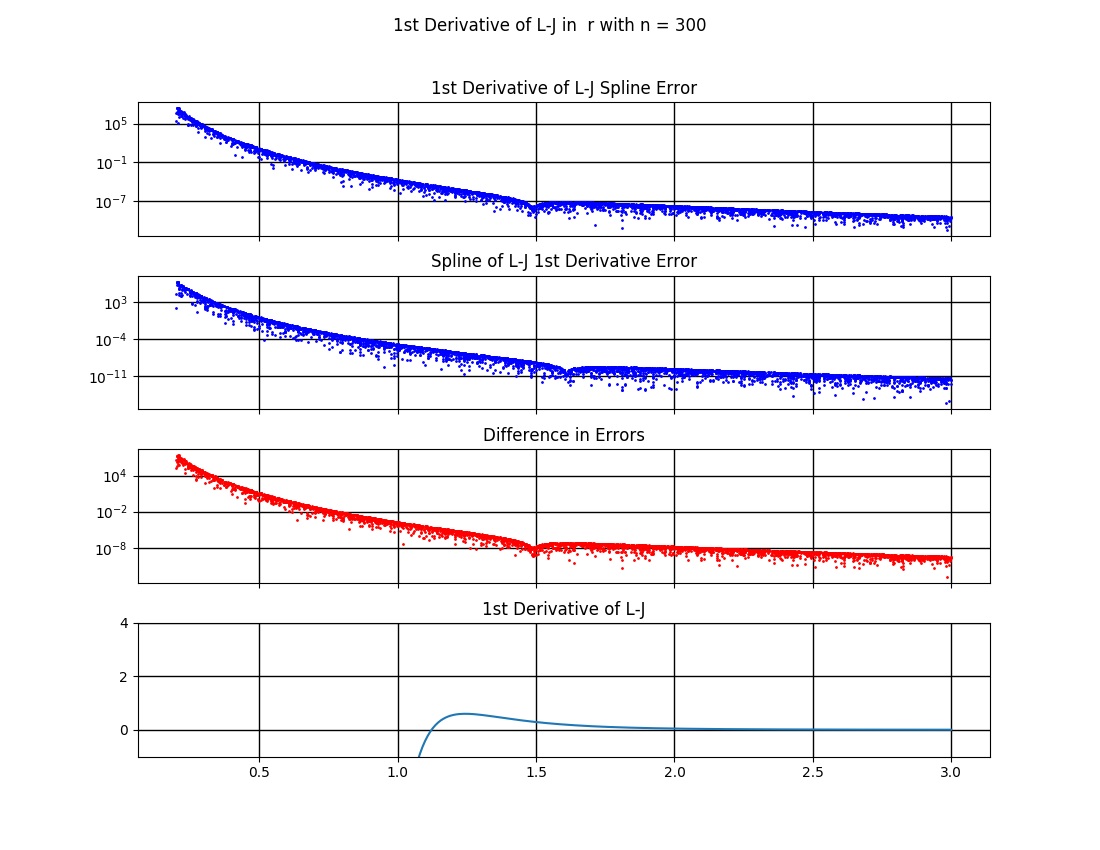 1st Derivative of L-J in  r with n = 300
1st Derivative of L-J Spline Error
10^5
10^-1
10^-7
Spline of L-J 1st Derivative Error
10^3
10^-4
10^-11
Difference in Errors
10^4
10^-2
10^-8
1st Derivative of L-J
4
2
0
0.5 1.0 1.5 2.0 2.5 3.0